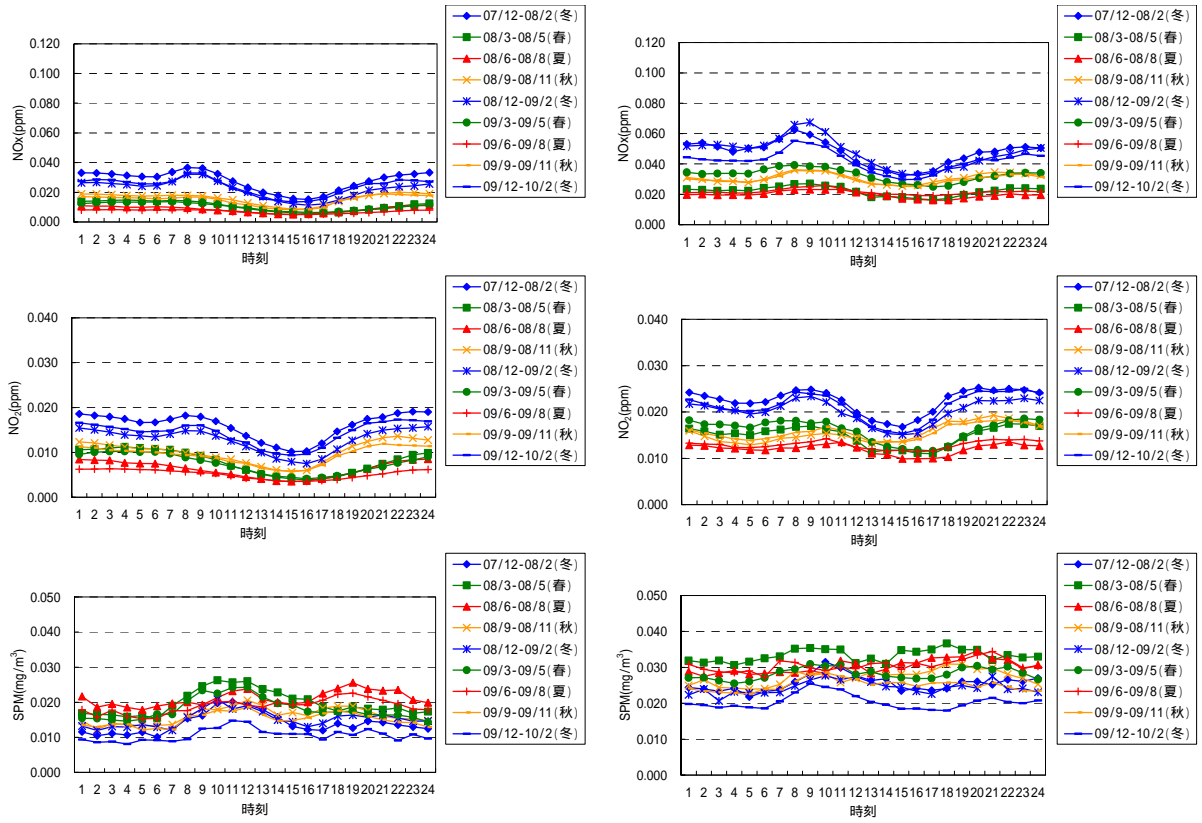 07/12-08/2(冬)
08/3-08/5(春)
08/6-08/8(夏)
08/9-08/11(秋)
08/12-09/2(冬)
09/3-09/5(春)
09/6-09/8(夏)
09/9-09/11(秋)
09/12-10/2(冬)
NOx(ppm)
0.120
0.100
0.080
0.060
0.040
0.020
0.000
1 2 3 4 5 6 7 8 9 10 11 12 13 14 15 16 17 18 19 20 21 22 23 24
時刻
07/12-08/2(冬)
08/3-08/5(春)
08/6-08/8(夏)
08/9-08/11(秋)
08/12-09/2(冬)
09/3-09/5(春)
09/6-09/8(夏)
09/9-09/11(秋)
09/12-10/2(冬)
NOx(ppm)
0.120
0.100
0.080
0.060
0.040
0.020
0.000
1 2 3 4 5 6 7 8 9 10 11 12 13 14 15 16 17 18 19 20 21 22 23 24
時刻
07/12-08/2(冬)
08/3-08/5(春)
08/6-08/8(夏)
08/9-08/11(秋)
08/12-09/2(冬)
09/3-09/5(春)
09/6-09/8(夏)
09/9-09/11(秋)
09/12-10/2(冬)
NO₂(ppm)
0.040
0.030
0.020
0.010
0.000
1 2 3 4 5 6 7 8 9 10 11 12 13 14 15 16 17 18 19 20 21 22 23 24
時刻
07/12-08/2(冬)
08/3-08/5(春)
08/6-08/8(夏)
08/9-08/11(秋)
08/12-09/2(冬)
09/3-09/5(春)
09/6-09/8(夏)
09/9-09/11(秋)
09/12-10/2(冬)
NO₂(ppm)
0.040
0.030
0.020
0.010
0.000
1 2 3 4 5 6 7 8 9 10 11 12 13 14 15 16 17 18 19 20 21 22 23 24
時刻
07/12-08/2(冬)
08/3-08/5(春)
08/6-08/8(夏)
08/9-08/11(秋)
08/12-09/2(冬)
09/3-09/5(春)
09/6-09/8(夏)
09/9-09/11(秋)
09/12-10/2(冬)
SPM(mg/m³)
0.050
0.040
0.030
0.020
0.010
0.000
1 2 3 4 5 6 7 8 9 10 11 12 13 14 15 16 17 18 19 20 21 22 23 24
時刻
07/12-08/2(冬)
08/3-08/5(春)
08/6-08/8(夏)
08/9-08/11(秋)
08/12-09/2(冬)
09/3-09/5(春)
09/6-09/8(夏)
09/9-09/11(秋)
09/12-10/2(冬)
SPM(mg/m³)
0.050
0.040
0.030
0.020
0.010
0.000
1 2 3 4 5 6 7 8 9 10 11 12 13 14 15 16 17 18 19 20 21 22 23 24
時刻